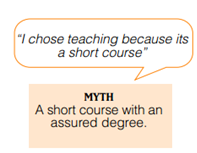 "I chose teaching because its
a short course"
MYTH
A short course with an
assured degree.